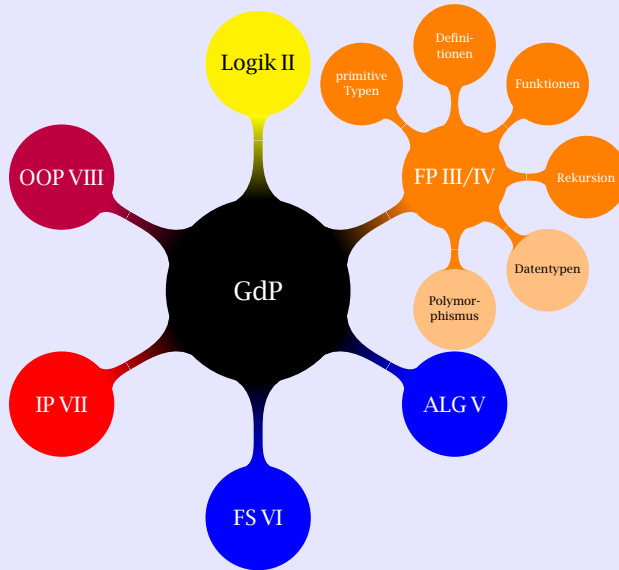 Logik II
Defini-
tionen
primitive
Typen
Funktionen
OOP VIII
FP III/IV
Rekursion
Datentypen
GdP
Polymor-
phismus
IP VII
ALG V
FS VI